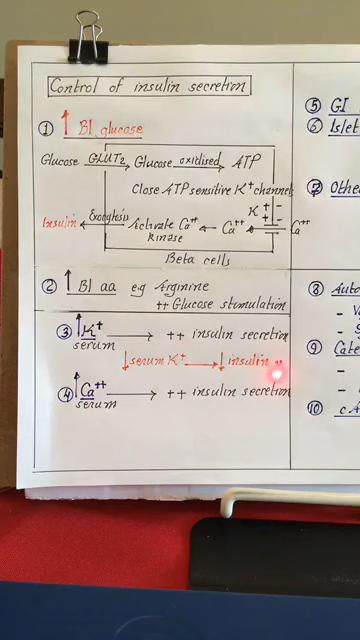 Control of insulin secretion
① ↑ Bl glucose
Glucose GLUT2→ Glucose oxidised→ ATP
Close ATP sensitive K+ channels
K+
Insulin ← Exocytosis Activate Ca++ kinase ← Ca++ ← Ca++
Beta cells
② ↑ Bl aa eg Arginine
++ Glucose stimulation
③ ↑ K+ serum → ++ insulin secretion
↓ serum K+ → ↓ insulin "
④ ↑ Ca++ serum → ++ insulin secretion
⑤ GI
⑥ Islet
⑦ Othe
⑧ Auto
⑨ Cate
-
-
⑩ cA